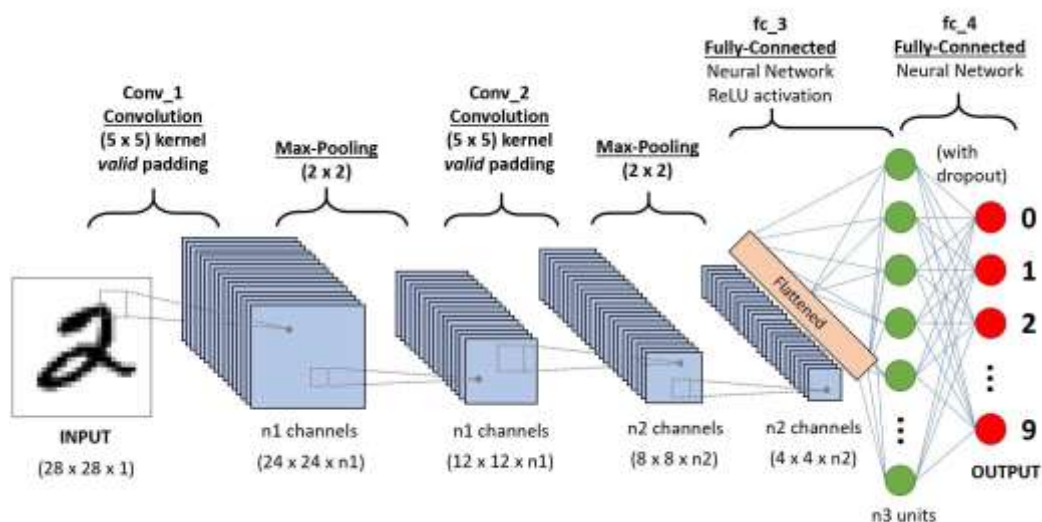 fc_3
Fully-Connected
Neural Network
ReLU activation
fc_4
Fully-Connected
Neural Network
Conv_1
Convolution
(5 x 5) kernel
valid padding
Max-Pooling
(2 x 2)
Conv_2
Convolution
(5 x 5) kernel
valid padding
Max-Pooling
(2 x 2)
(with
dropout)
2
Flattened
0
1
2
...
9
...
INPUT
(28 x 28 x 1)
n1 channels
(24 x 24 x n1)
n1 channels
(12 x 12 x n1)
n2 channels
(8 x 8 x n2)
n2 channels
(4 x 4 x n2)
OUTPUT
n3 units